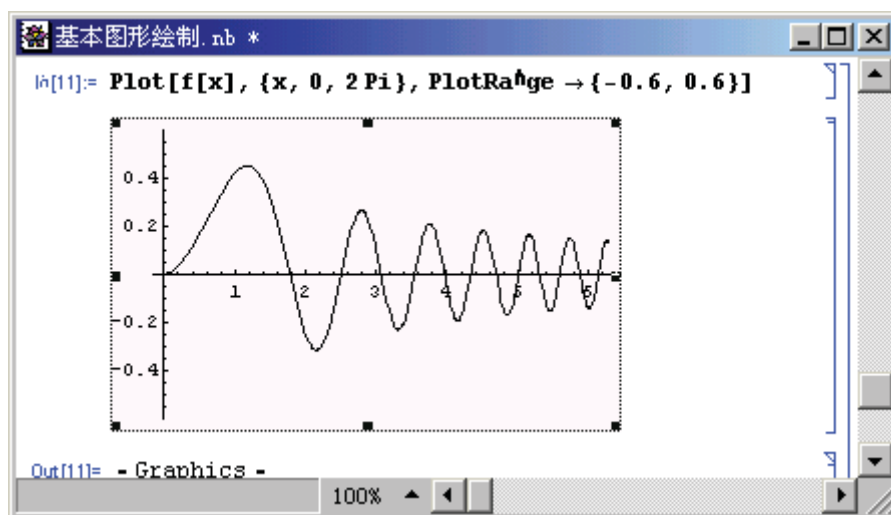 基本图形绘制.nb *
In[11]:= Plot[f[x], {x, 0, 2 Pi}, PlotRange → {-0.6, 0.6}]
0.4
0.2
1 2 3 4 5 6
-0.2
-0.4
Out[11]= - Graphics -
100%